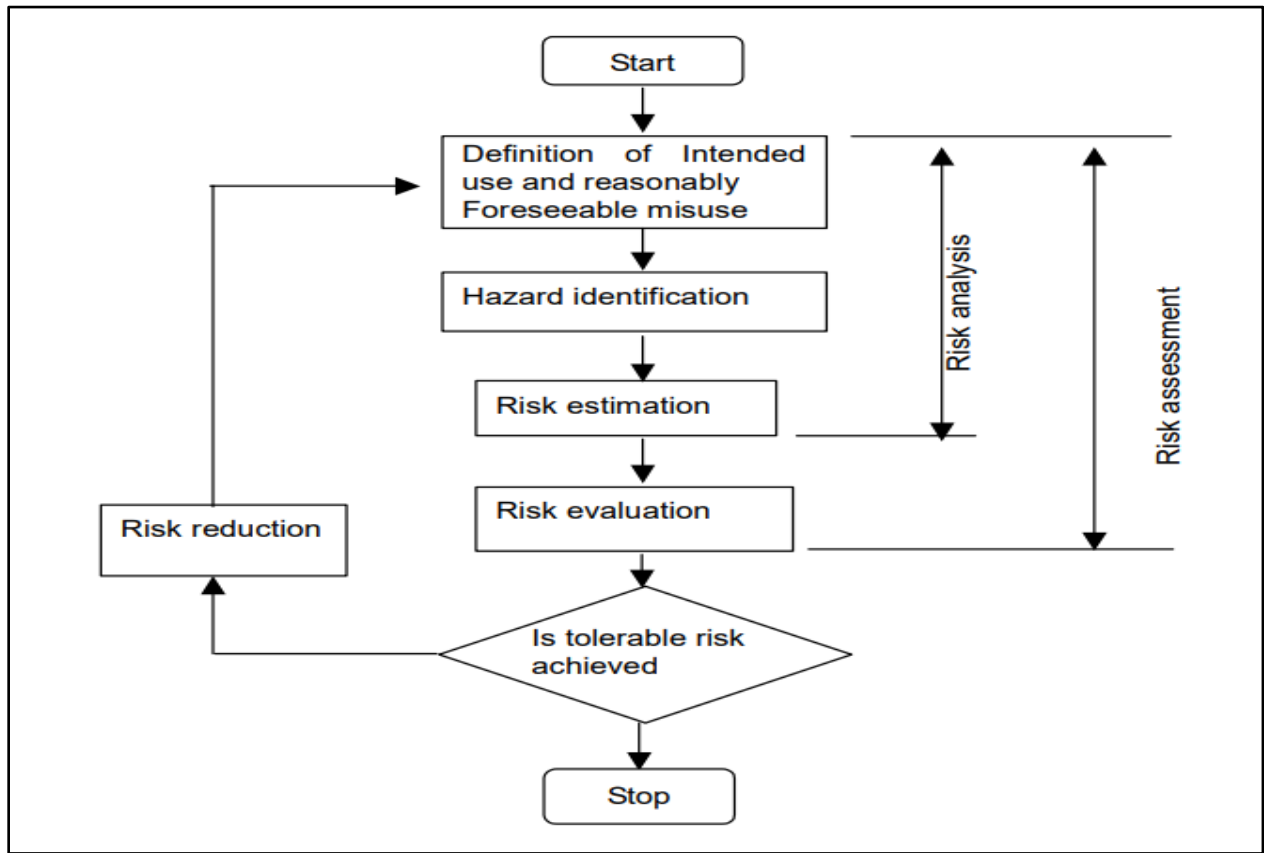 Start
Definition of Intended
use and reasonably
Foreseeable misuse
Hazard identification
Risk estimation
Risk evaluation
Risk reduction
Is tolerable risk
achieved
Stop
Risk analysis
Risk assessment